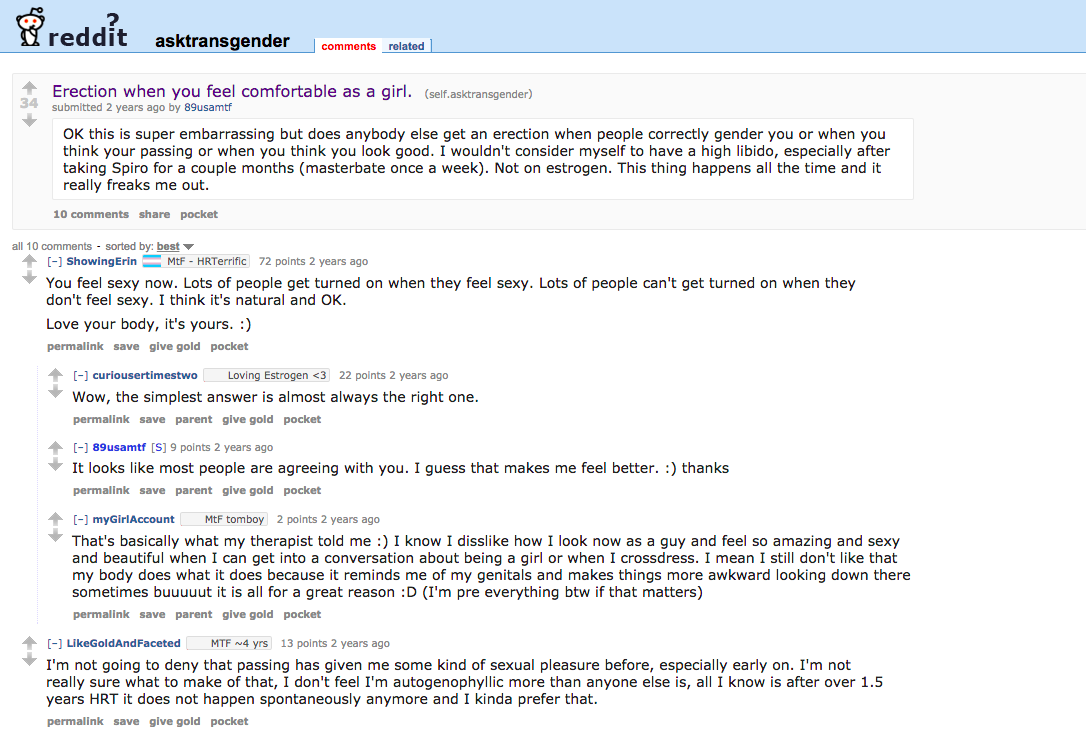 reddit asktransgender comments related
34
Erection when you feel comfortable as a girl. (self.asktransgender)
submitted 2 years ago by 89usamtf
OK this is super embarrassing but does anybody else get an erection when people correctly gender you or when you
think your passing or when you think you look good. I wouldn't consider myself to have a high libido, especially after
taking Spiro for a couple months (masterbate once a week). Not on estrogen. This thing happens all the time and it
really freaks me out.
10 comments share pocket
all 10 comments - sorted by: best
[–] ShowingErin MtF - HRTerrific 72 points 2 years ago
You feel sexy now. Lots of people get turned on when they feel sexy. Lots of people can't get turned on when they
don't feel sexy. I think it's natural and OK.
Love your body, it's yours. :)
permalink save give gold pocket
[–] curiousertimestwo Loving Estrogen <3 22 points 2 years ago
Wow, the simplest answer is almost always the right one.
permalink save parent give gold pocket
[–] 89usamtf [S] 9 points 2 years ago
It looks like most people are agreeing with you. I guess that makes me feel better. :) thanks
permalink save parent give gold pocket
[–] myGirlAccount MtF tomboy 2 points 2 years ago
That's basically what my therapist told me :) I know I disslike how I look now as a guy and feel so amazing and sexy
and beautiful when I can get into a conversation about being a girl or when I crossdress. I mean I still don't like that
my body does what it does because it reminds me of my genitals and makes things more awkward looking down there
sometimes buuuuut it is all for a great reason :D (I'm pre everything btw if that matters)
permalink save parent give gold pocket
[–] LikeGoldAndFaceted MTF ~4 yrs 13 points 2 years ago
I'm not going to deny that passing has given me some kind of sexual pleasure before, especially early on. I'm not
really sure what to make of that, I don't feel I'm autogenophyllic more than anyone else is, all I know is after over 1.5
years HRT it does not happen spontaneously anymore and I kinda prefer that.
permalink save give gold pocket